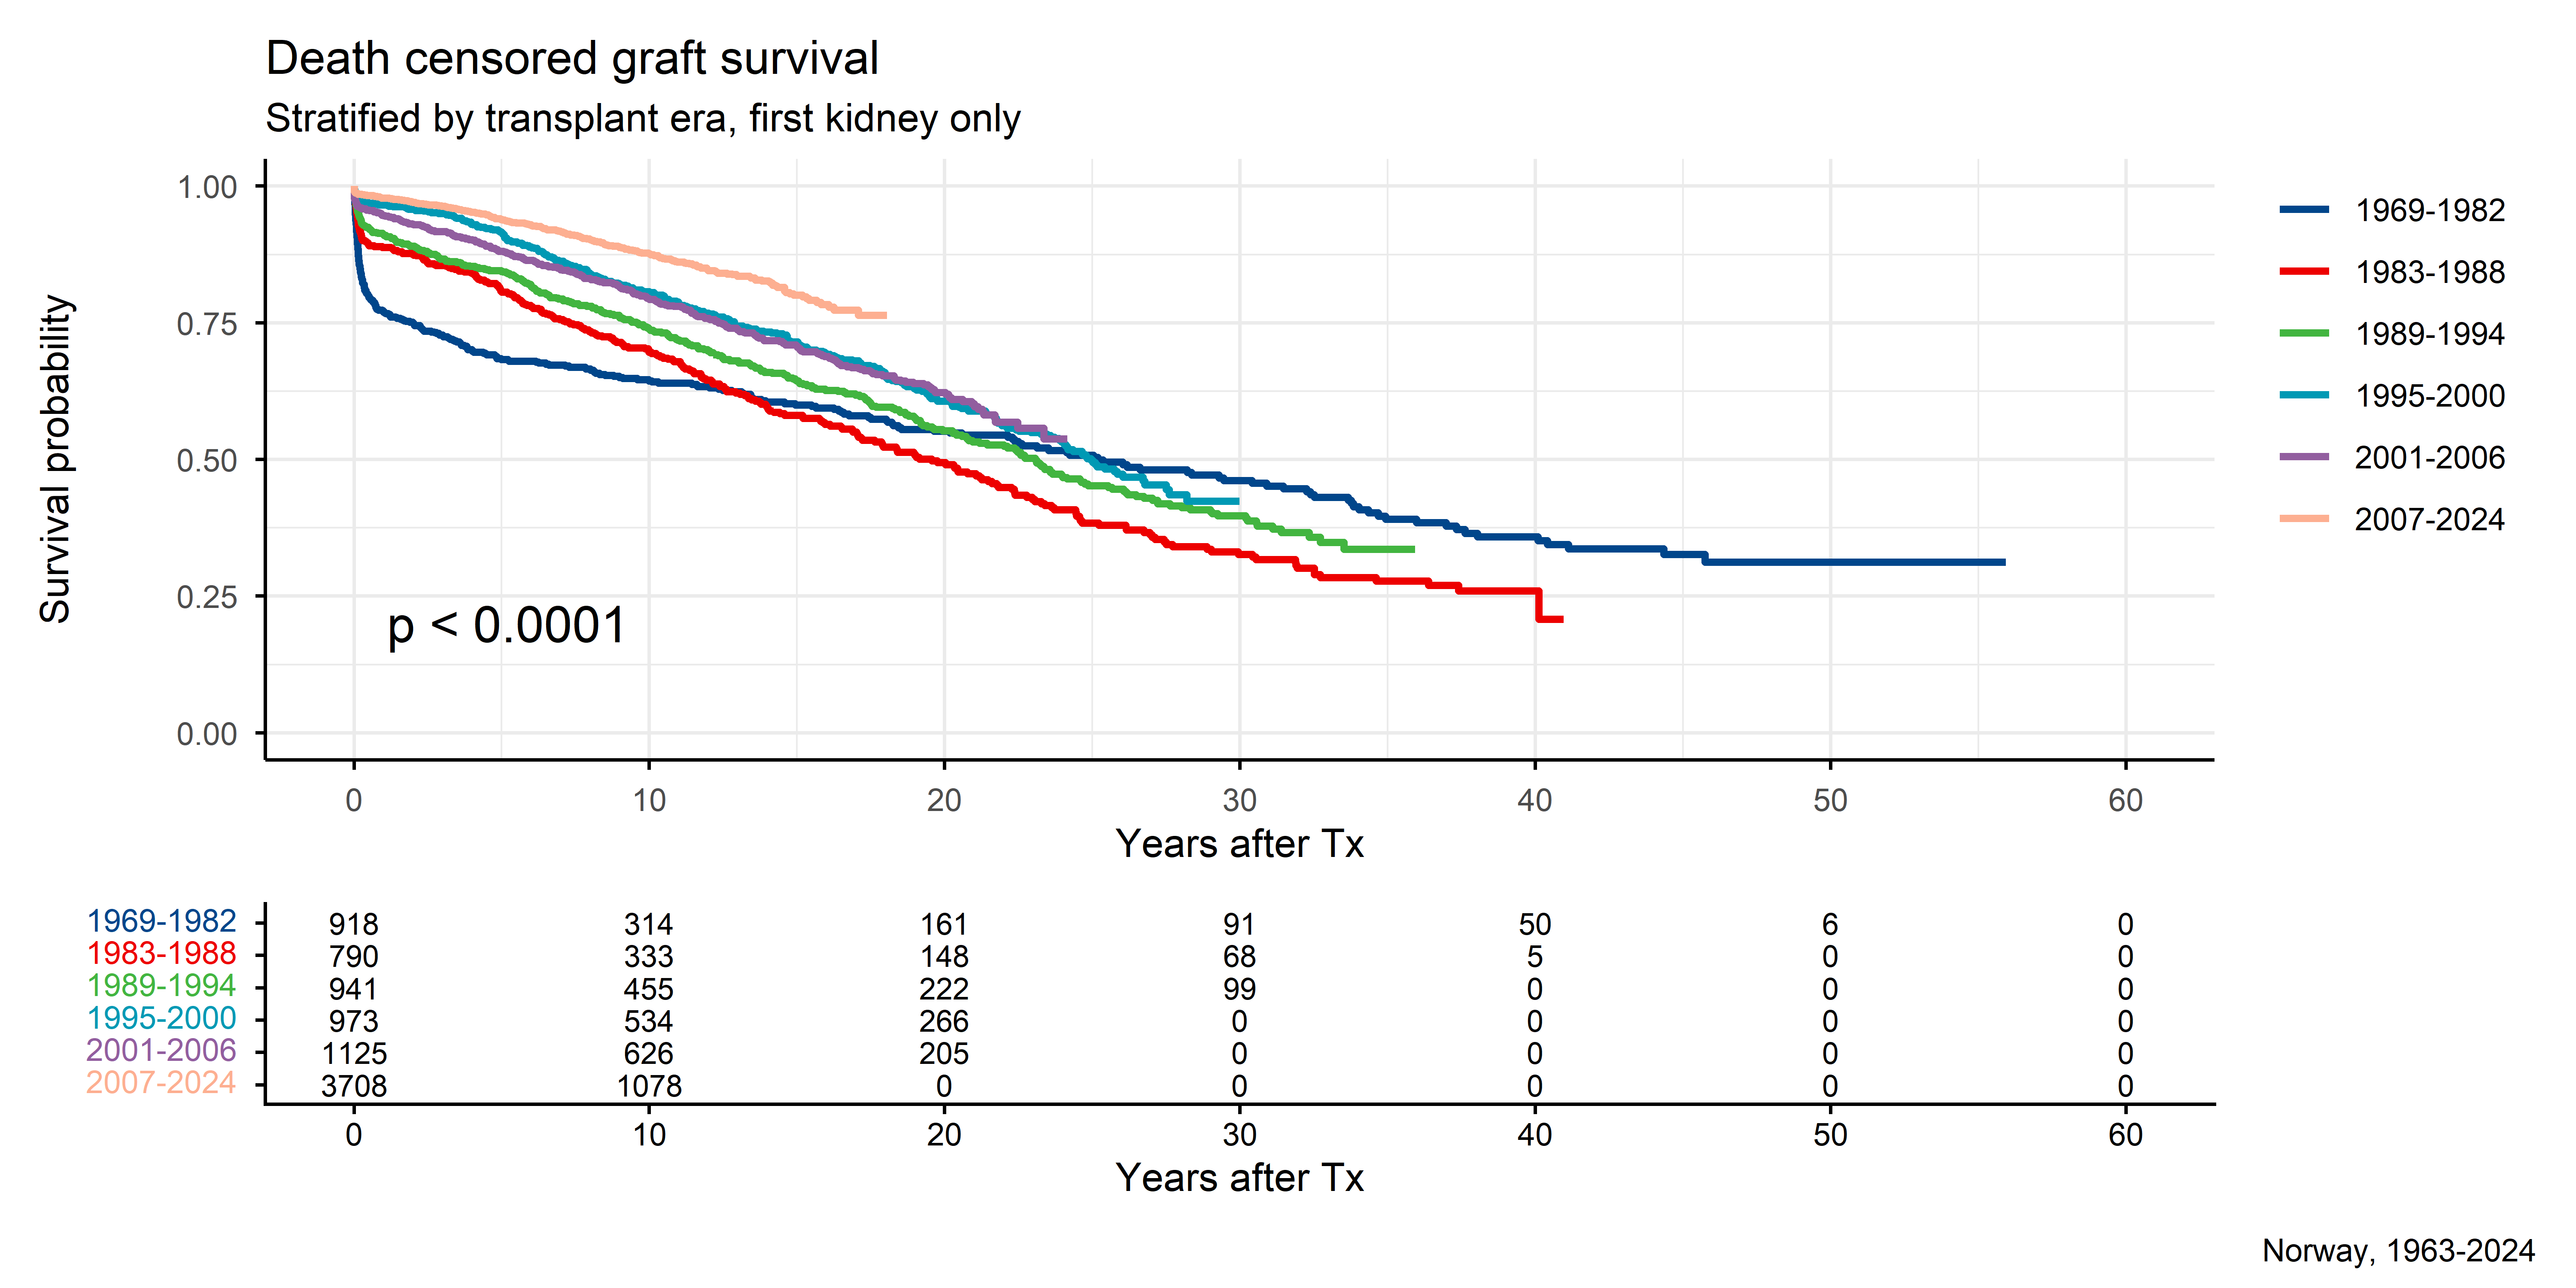 Death censored graft survival
Stratified by transplant era, first kidney only
Survival probability
1.00
0.75
0.50
0.25
0.00
p < 0.0001
0 10 20 30 40 50 60
Years after Tx
1969-1982
1983-1988
1989-1994
1995-2000
2001-2006
2007-2024
1969-1982 918 314 161 91 50 6 0
1983-1988 790 333 148 68 5 0 0
1989-1994 941 455 222 99 0 0 0
1995-2000 973 534 266 0 0 0 0
2001-2006 1125 626 205 0 0 0 0
2007-2024 3708 1078 0 0 0 0 0
0 10 20 30 40 50 60
Years after Tx
Norway, 1963-2024